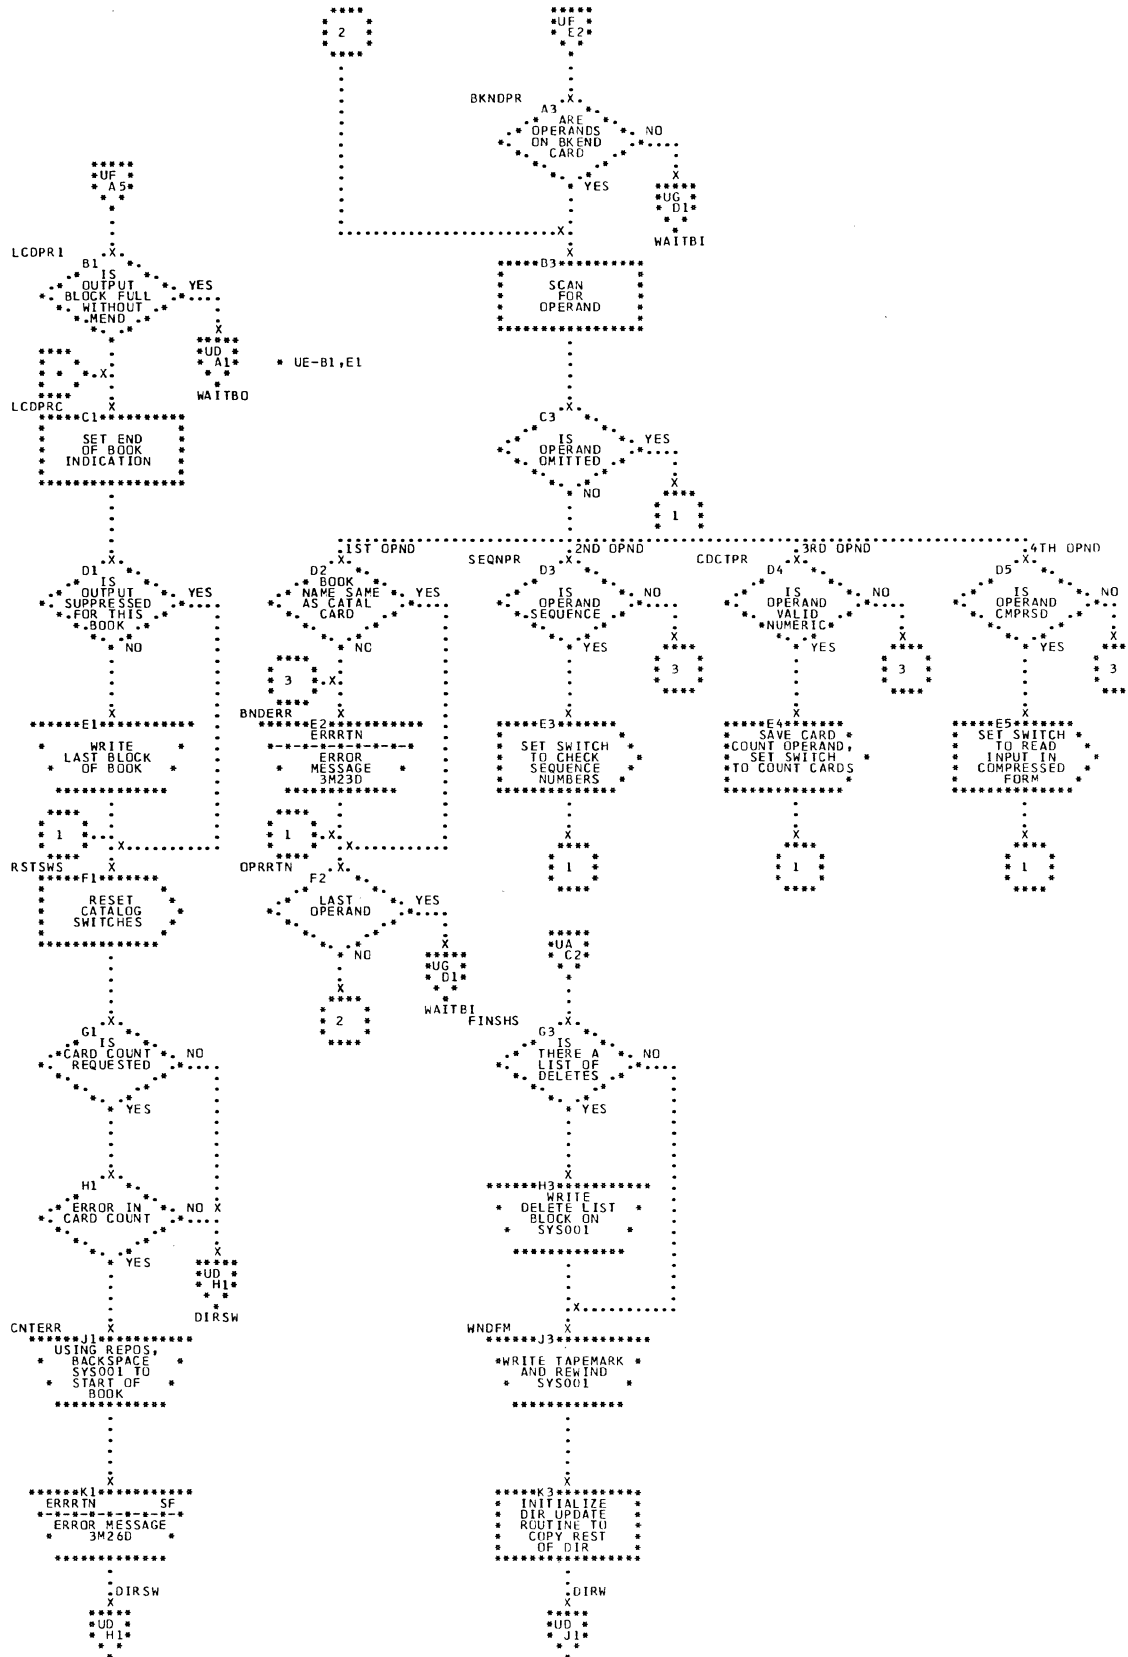 2
UF
E2
BKNDPR
A3
ARE
OPERANDS
ON BKEND
CARD
NO
YES
UG
D1
WAITBI
UF
A5
LCDPR1
B1
IS
OUTPUT
BLOCK FULL
WITHOUT
MEND
YES
UD
A1
WAITBO
* UE-B1,E1
B3
SCAN
FOR
OPERAND
LCDPRC
C1
SET END
OF BOOK
INDICATION
C3
IS
OPERAND
OMITTED
YES
NO
1
1ST OPND
SEQNPR
2ND OPND
CDCTPR
3RD OPND
4TH OPND
D1
IS
OUTPUT
SUPPRESSED
FOR THIS
BOOK
YES
NO
D2
BOOK
NAME SAME
AS CATAL
CARD
YES
NO
D3
IS
OPERAND
SEQUENCE
NO
YES
3
D4
IS
OPERAND
VALID
NUMERIC
NO
YES
3
D5
IS
OPERAND
CMPRSD
NO
YES
3
3
BNDERR
E1
WRITE
LAST BLOCK
OF BOOK
E2
ERRRTN
ERROR
MESSAGE
3M23D
E3
SET SWITCH
TO CHECK
SEQUENCE
NUMBERS
E4
SAVE CARD
COUNT OPERAND,
SET SWITCH
TO COUNT CARDS
E5
SET SWITCH
TO READ
INPUT IN
COMPRESSED
FORM
1
1
1
1
1
RSTSWS
F1
RESET
CATALOG
SWITCHES
OPRRTN
F2
LAST
OPERAND
YES
NO
UG
D1
WAITBI
2
UA
C2
FINSHS
G1
IS
CARD COUNT
REQUESTED
NO
YES
G3
IS
THERE A
LIST OF
DELETES
NO
YES
H1
ERROR IN
CARD COUNT
NO
YES
UD
H1
DIRSW
H3
WRITE
DELETE LIST
BLOCK ON
SYS001
CNTERR
J1
USING REPOS,
BACKSPACE
SYS001 TO
START OF
BOOK
WNDFM
J3
WRITE TAPEMARK
AND REWIND
SYS001
K1
ERRRTN SF
ERROR MESSAGE
3M26D
K3
INITIALIZE
DIR UPDATE
ROUTINE TO
COPY REST
OF DIR
DIRSW
UD
H1
DIRW
UD
J1